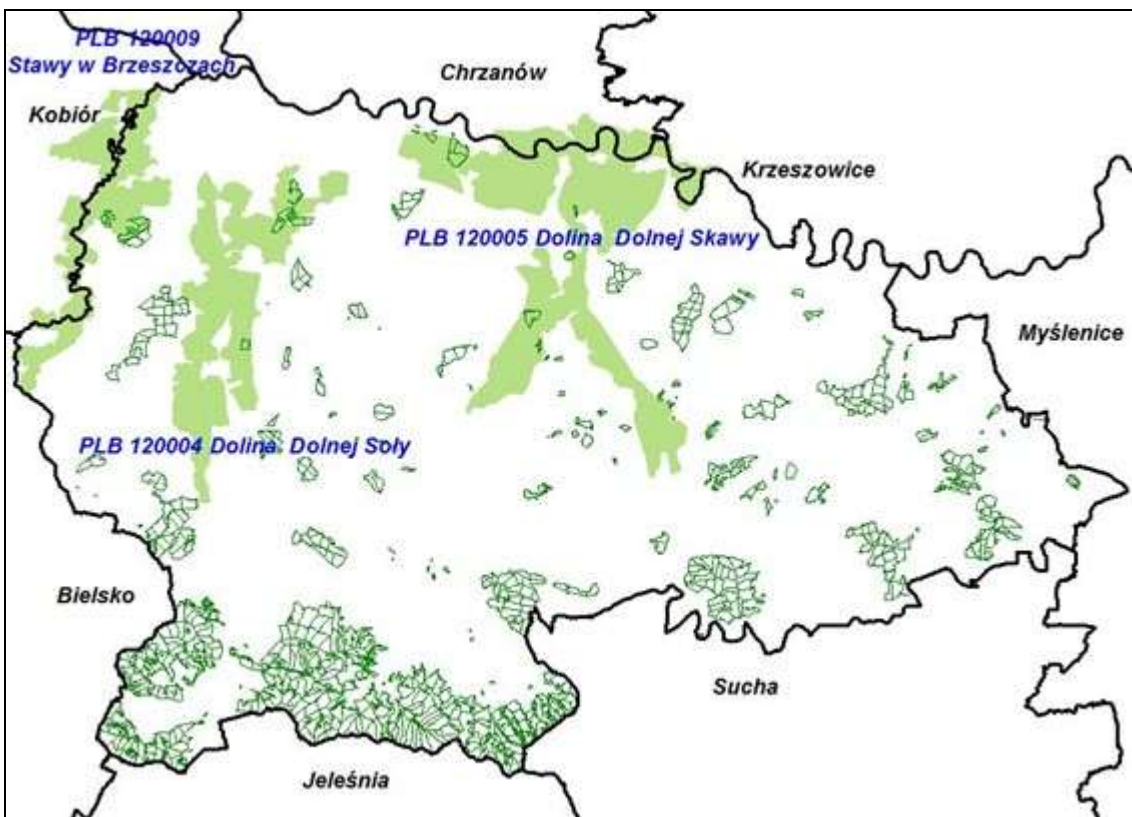 PLB 120009
Stawy w Brzeszczach
Chrzanów
Kobiór
Krzeszowice
PLB 120005 Dolina Dolnej Skawy
Myślenice
PLB 120004 Dolina Dolnej Soły
Bielsko
Sucha
Jeleśnia